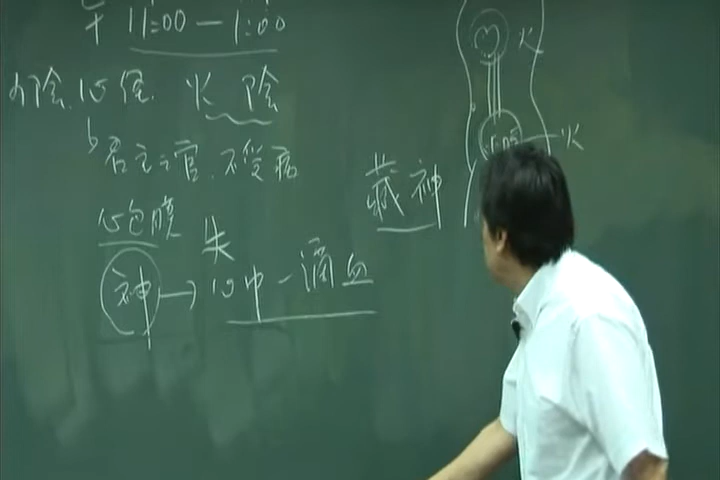 午 11:00 — 1:00
少陰 心經 火 陰
君主之官 不受病
心包膜
失
神 → 心中一滴血
藏神
火
火